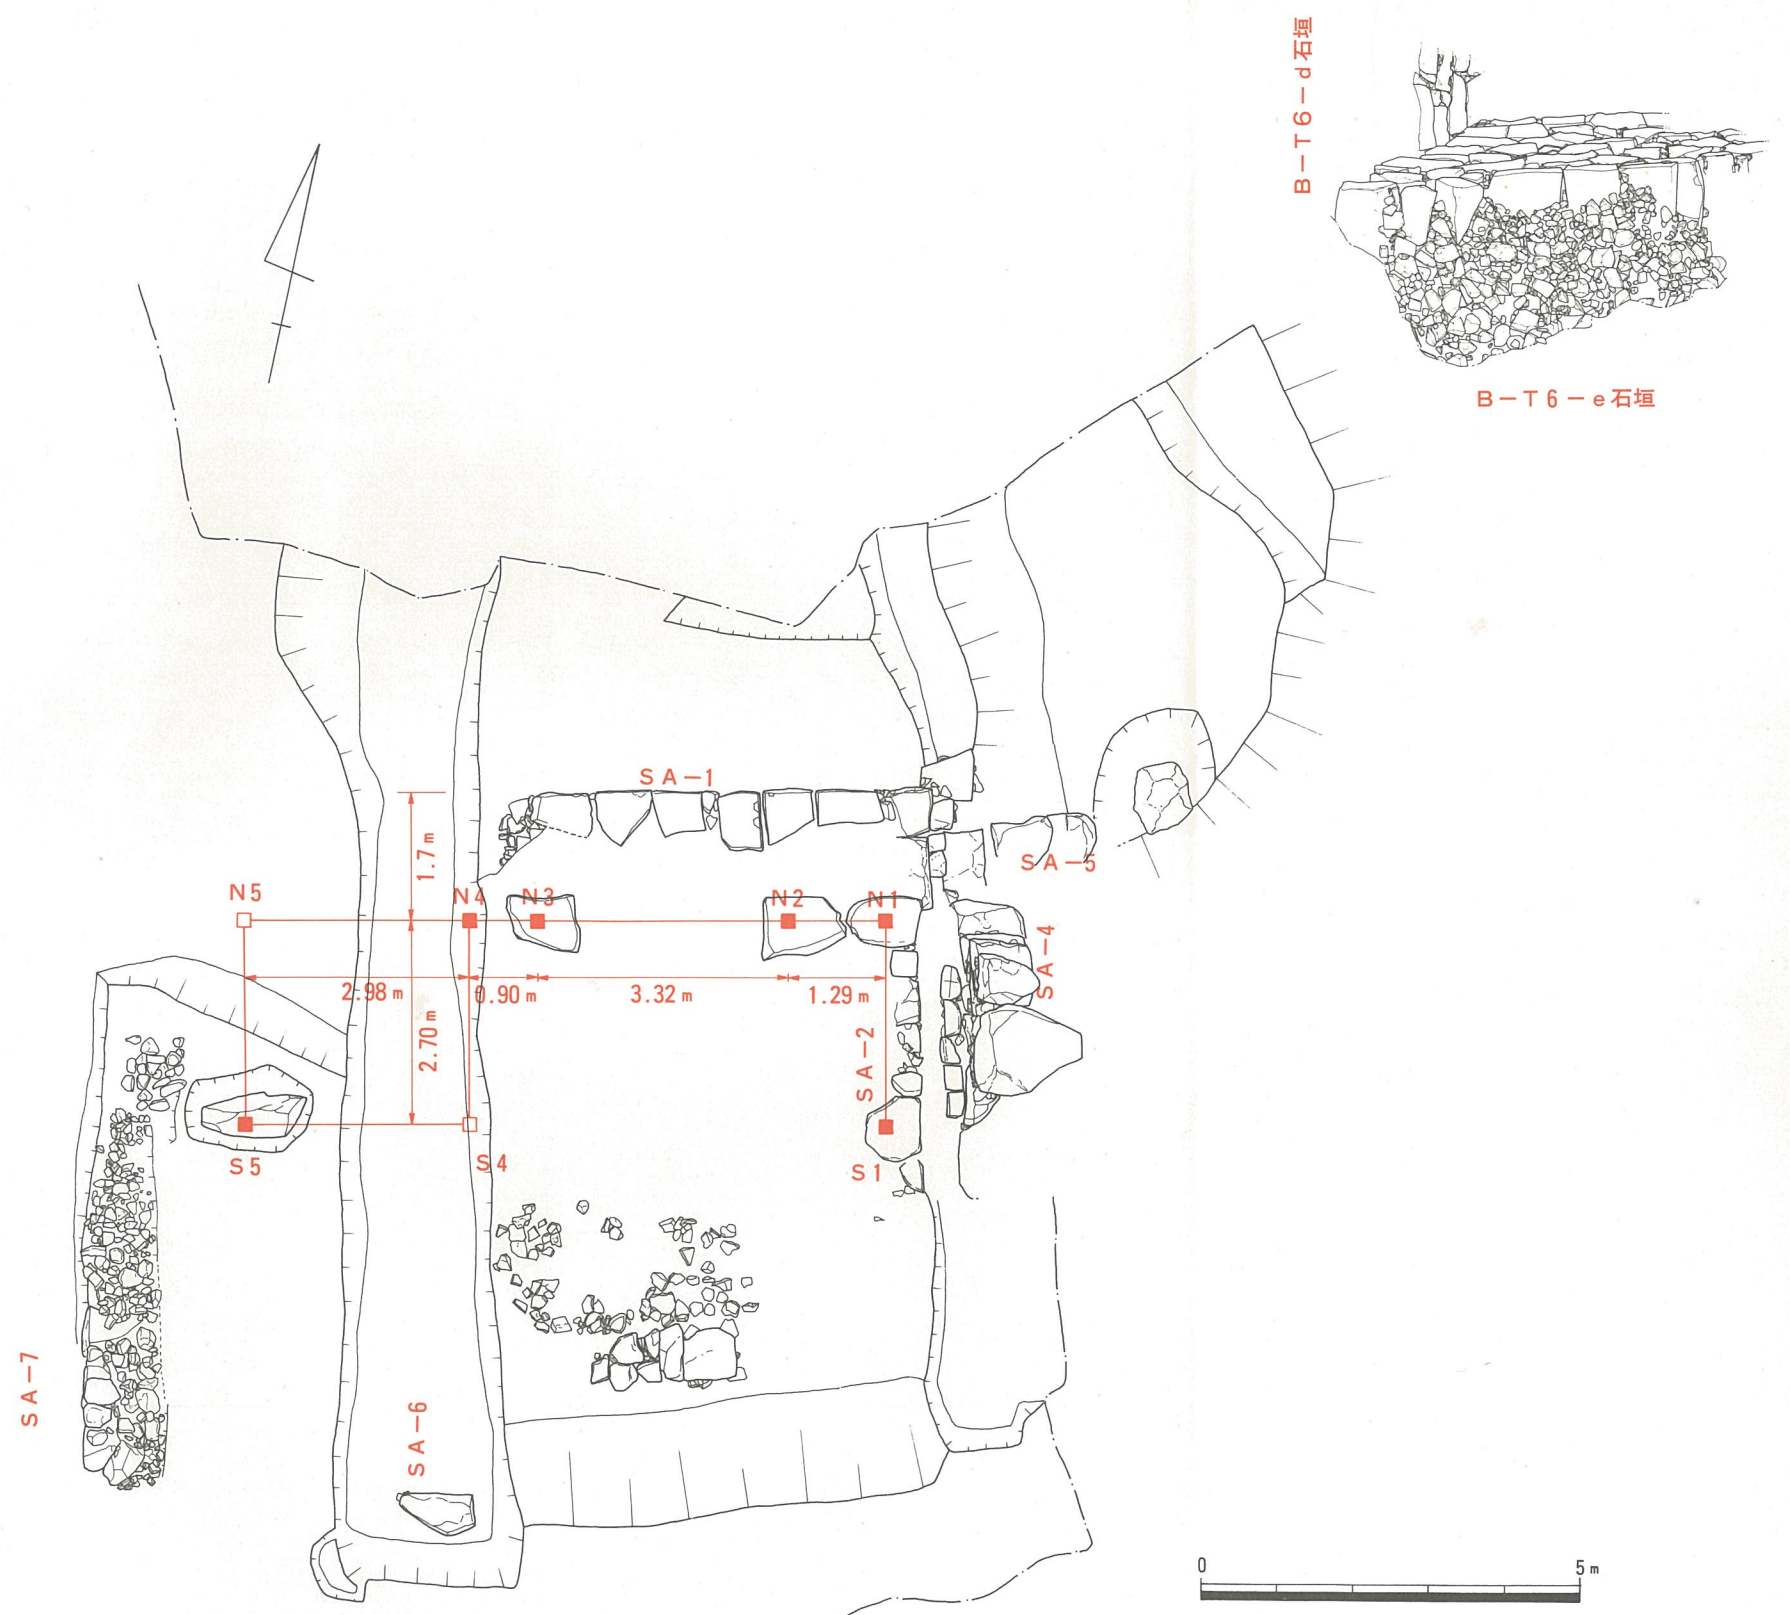 B－T6－d石垣
B－T6－e石垣
SA－1
1.7m
SA－5
N5
N4
N3
N2
N1
SA－4
2.98m
0.90m
3.32m
1.29m
2.70m
SA－2
S5
S4
S1
SA－7
SA－6
0
5m